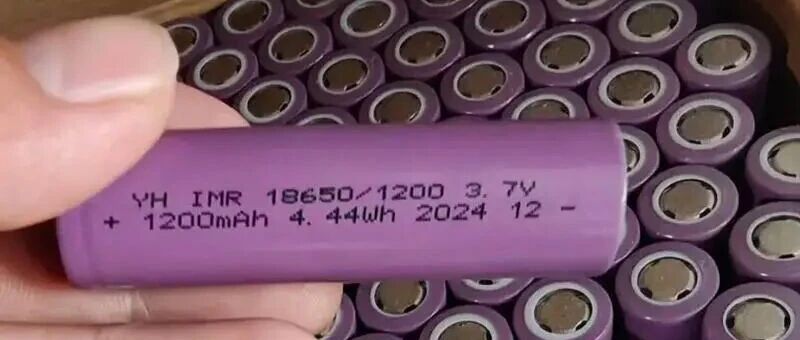 YH IMR 18650/1200 3.7V
+ 1200mAh 4.44Wh 2024 12 -